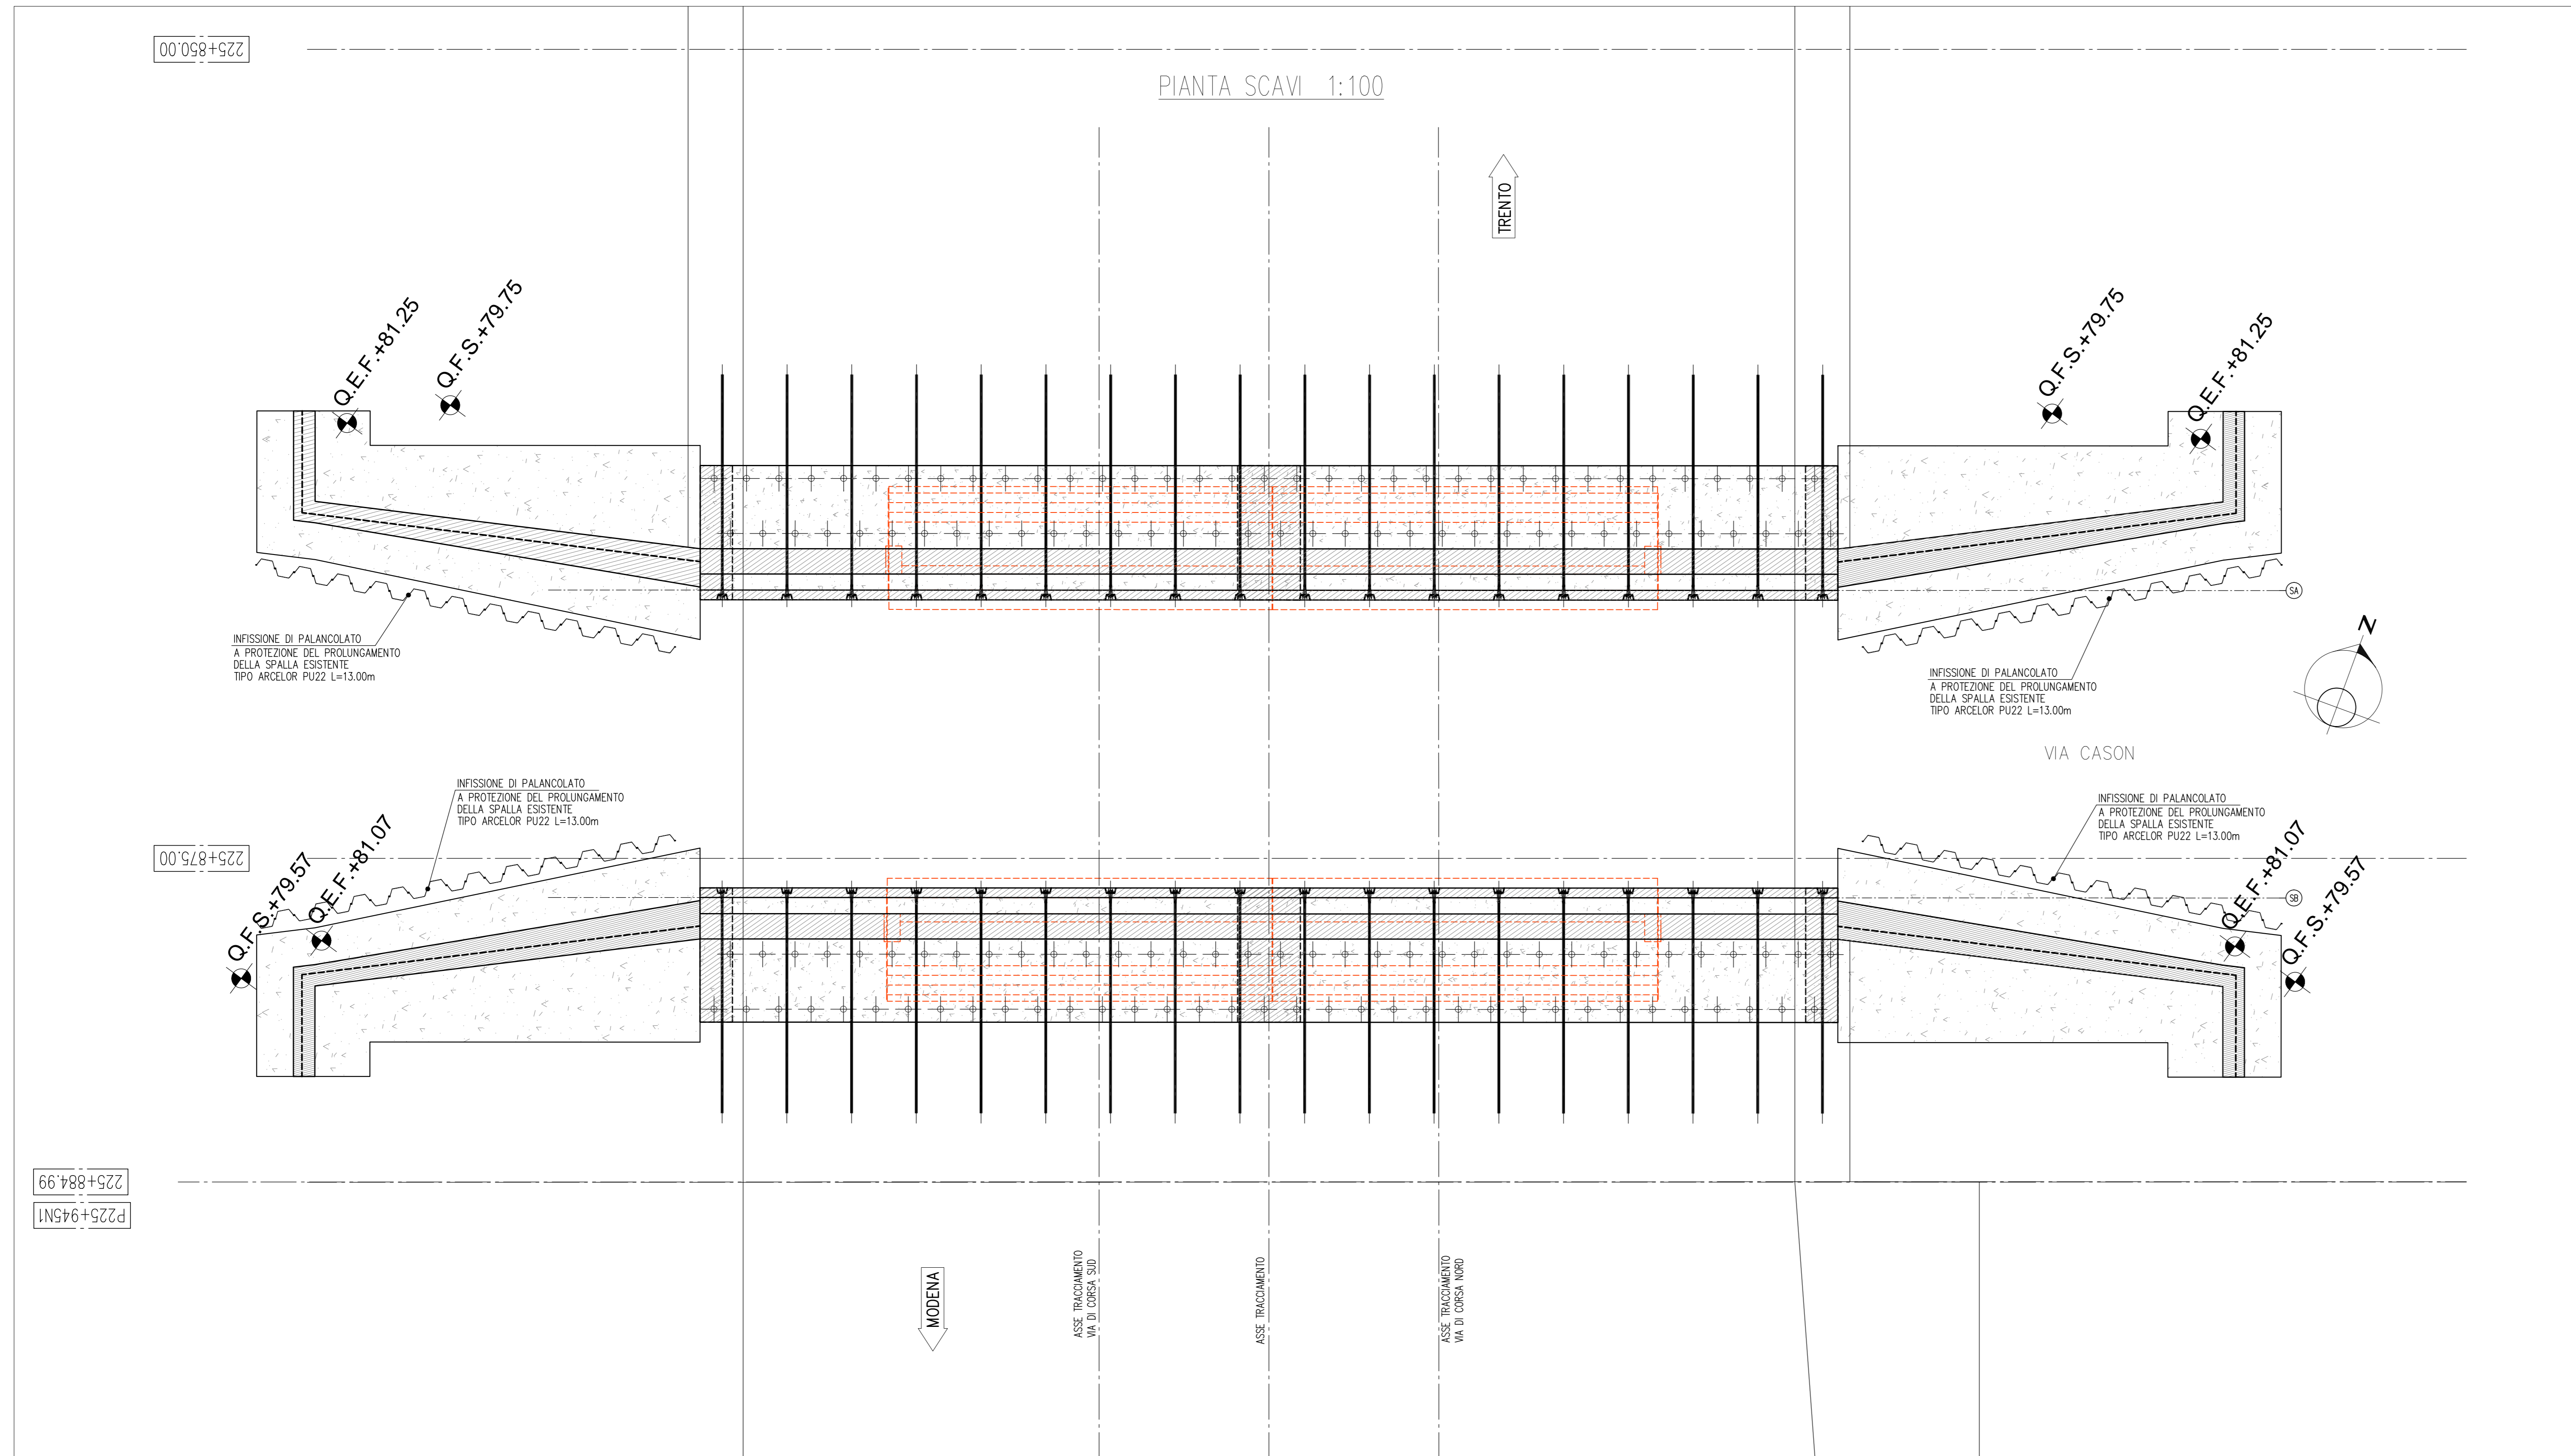 225+850.00
PIANTA SCAVI 1:100
TRENTO
Q.E.F.+81.25
Q.F.S.+79.75
Q.F.S.+79.75
Q.E.F.+81.25
SA
INFISSIONE DI PALANCOLATO
A PROTEZIONE DEL PROLUNGAMENTO
DELLA SPALLA ESISTENTE
TIPO ARCELOR PU22 L=13.00m
INFISSIONE DI PALANCOLATO
A PROTEZIONE DEL PROLUNGAMENTO
DELLA SPALLA ESISTENTE
TIPO ARCELOR PU22 L=13.00m
N
VIA CASON
INFISSIONE DI PALANCOLATO
A PROTEZIONE DEL PROLUNGAMENTO
DELLA SPALLA ESISTENTE
TIPO ARCELOR PU22 L=13.00m
INFISSIONE DI PALANCOLATO
A PROTEZIONE DEL PROLUNGAMENTO
DELLA SPALLA ESISTENTE
TIPO ARCELOR PU22 L=13.00m
225+875.00
Q.F.S.+79.57
Q.E.F.+81.07
Q.E.F.+81.07
Q.F.S.+79.57
SB
225+884.99
P225+945N1
MODENA
ASSE TRACCIAMENTO
VIA DI CORSA SUD
ASSE TRACCIAMENTO
ASSE TRACCIAMENTO
VIA DI CORSA NORD